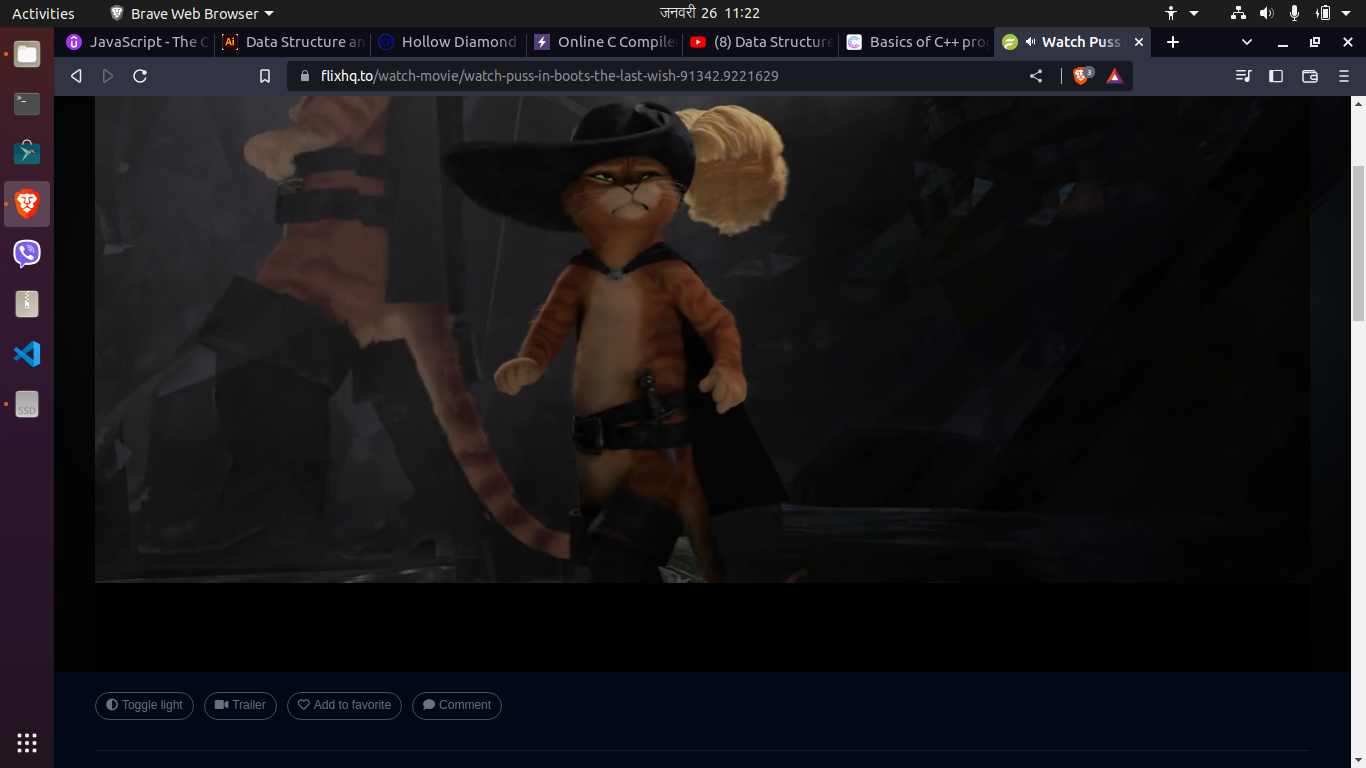 Activities
Brave Web Browser
जनवरी 26 11:22
JavaScript - The C
Ai
Data Structure an
Hollow Diamond
Online C Compile
(8) Data Structure
Basics of C++ pro
Watch Puss
flixhq.to/watch-movie/watch-puss-in-boots-the-last-wish-91342.9221629
3
SSD
Toggle light
Trailer
Add to favorite
Comment